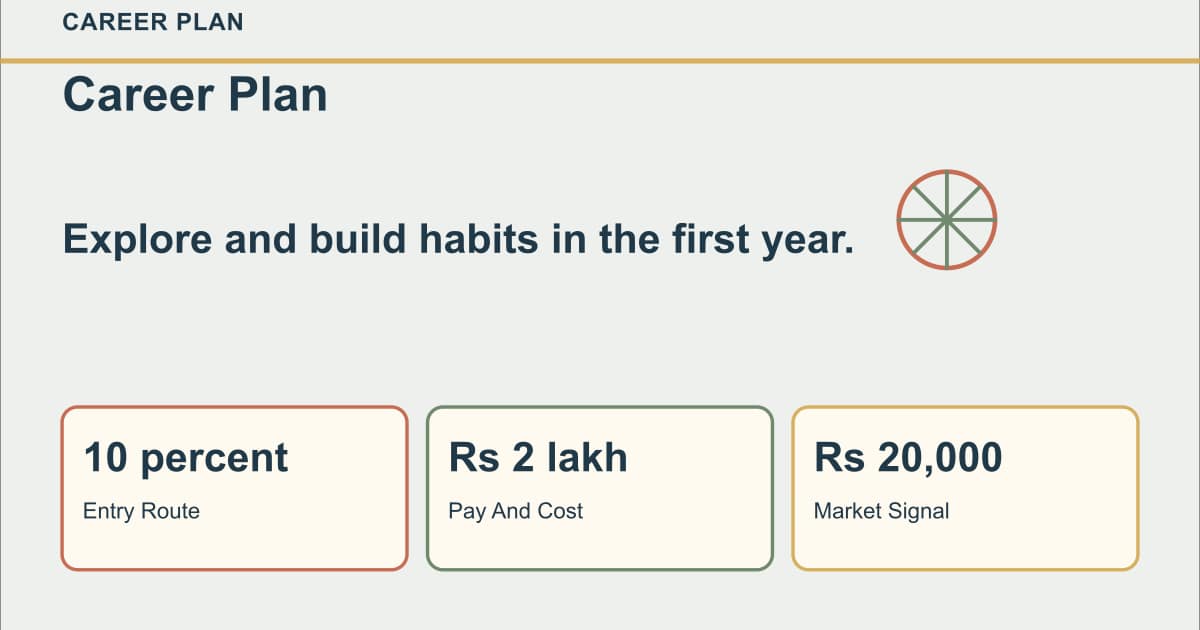 CAREER PLAN
Career Plan
Explore and build habits in the first year.
10 percent
Entry Route
Rs 2 lakh
Pay And Cost
Rs 20,000
Market Signal